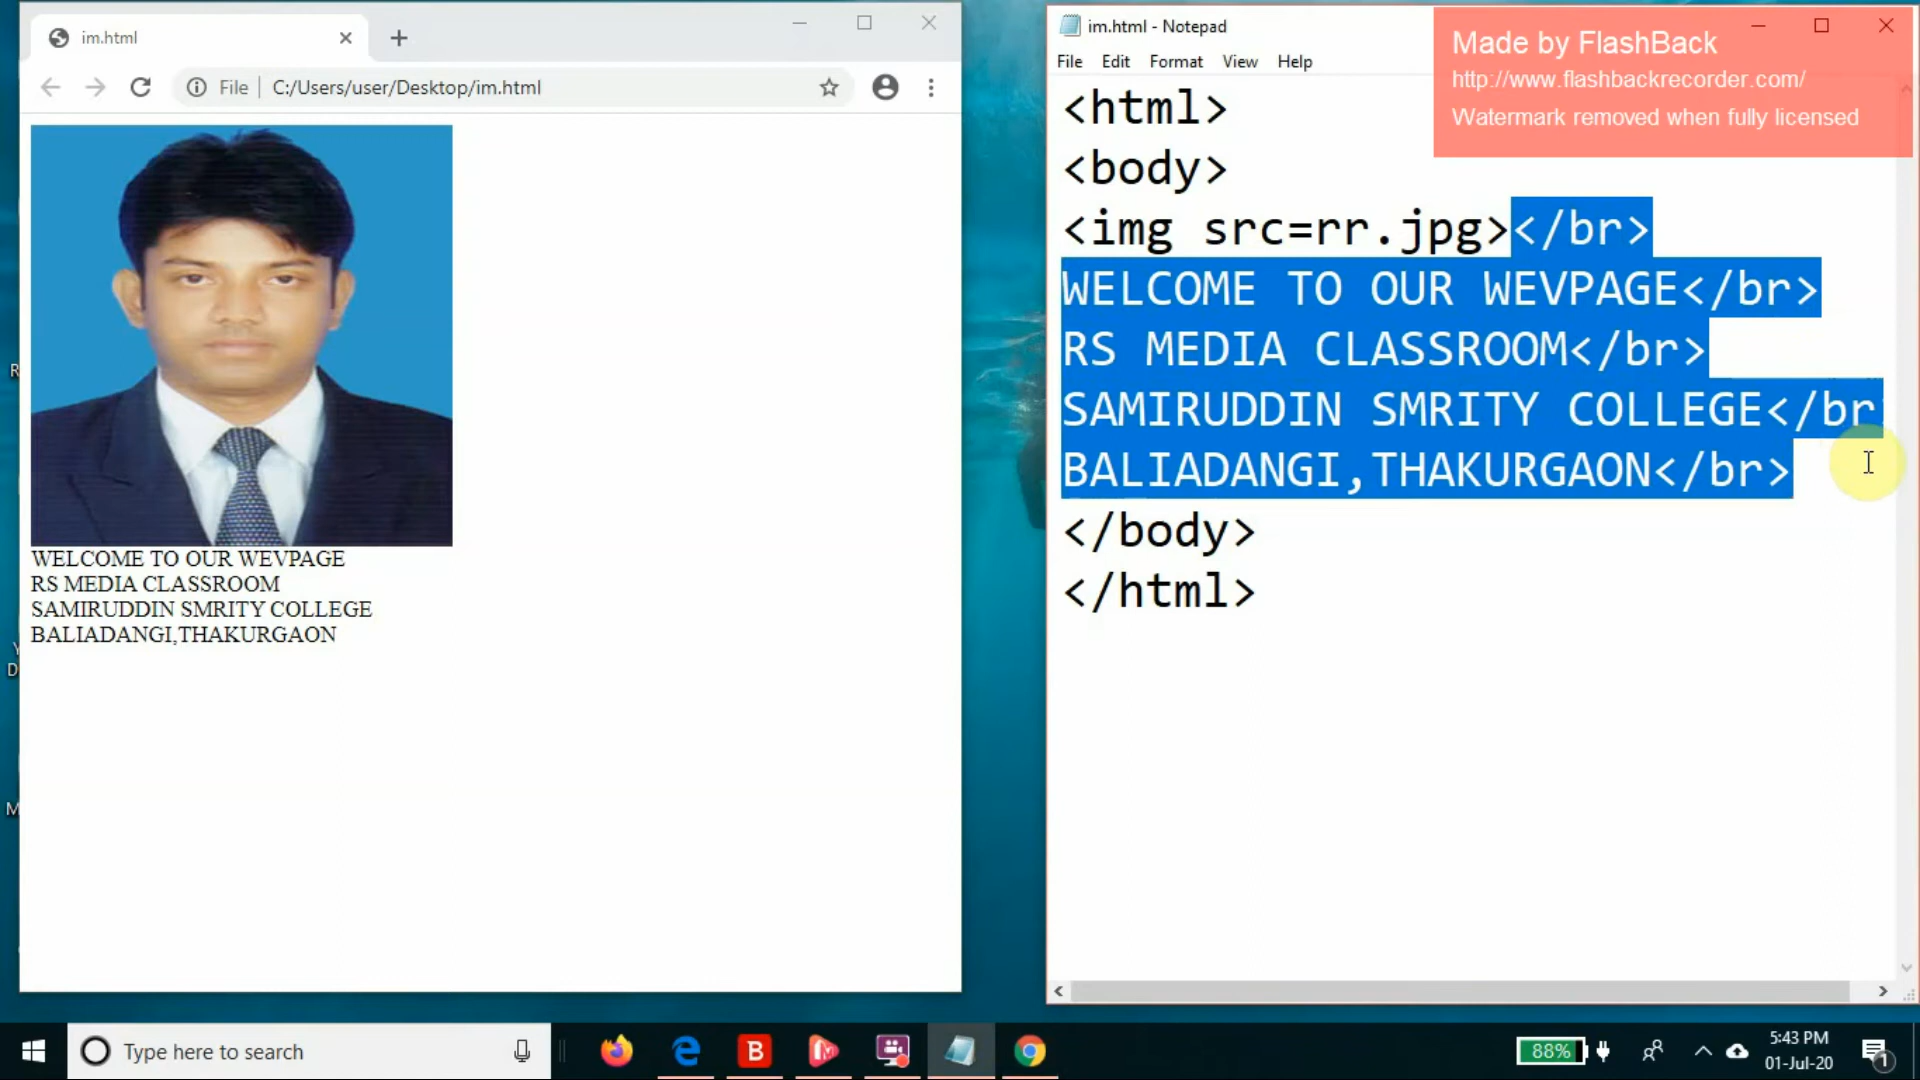 im.html
File
C:/Users/user/Desktop/im.html
WELCOME TO OUR WEVPAGE
RS MEDIA CLASSROOM
SAMIRUDDIN SMRITY COLLEGE
BALIADANGI,THAKURGAON
im.html - Notepad
File Edit Format View Help
Made by FlashBack
http://www.flashbackrecorder.com/
Watermark removed when fully licensed
<html>
<body>
<img src=rr.jpg></br>
WELCOME TO OUR WEVPAGE</br>
RS MEDIA CLASSROOM</br>
SAMIRUDDIN SMRITY COLLEGE</br
BALIADANGI,THAKURGAON</br>
</body>
</html>
Type here to search
B
88%
5:43 PM
01-Jul-20
1